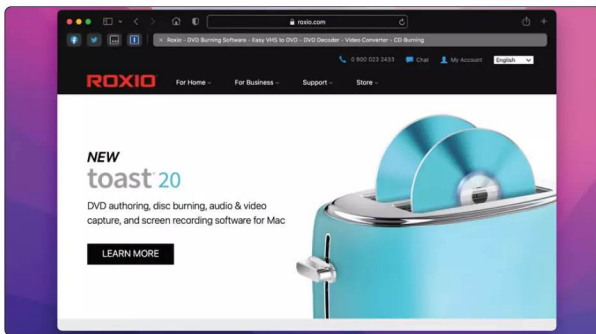 roxio.com
Roxio - DVD Burning Software - Easy VHS to DVD - DVD Decoder - Video Converter - CD Burning
0 800 023 2433 Chat My Account English
ROXIO For Home For Business Support Store
NEW
toast 20
DVD authoring, disc burning, audio & video
capture, and screen recording software for Mac
LEARN MORE